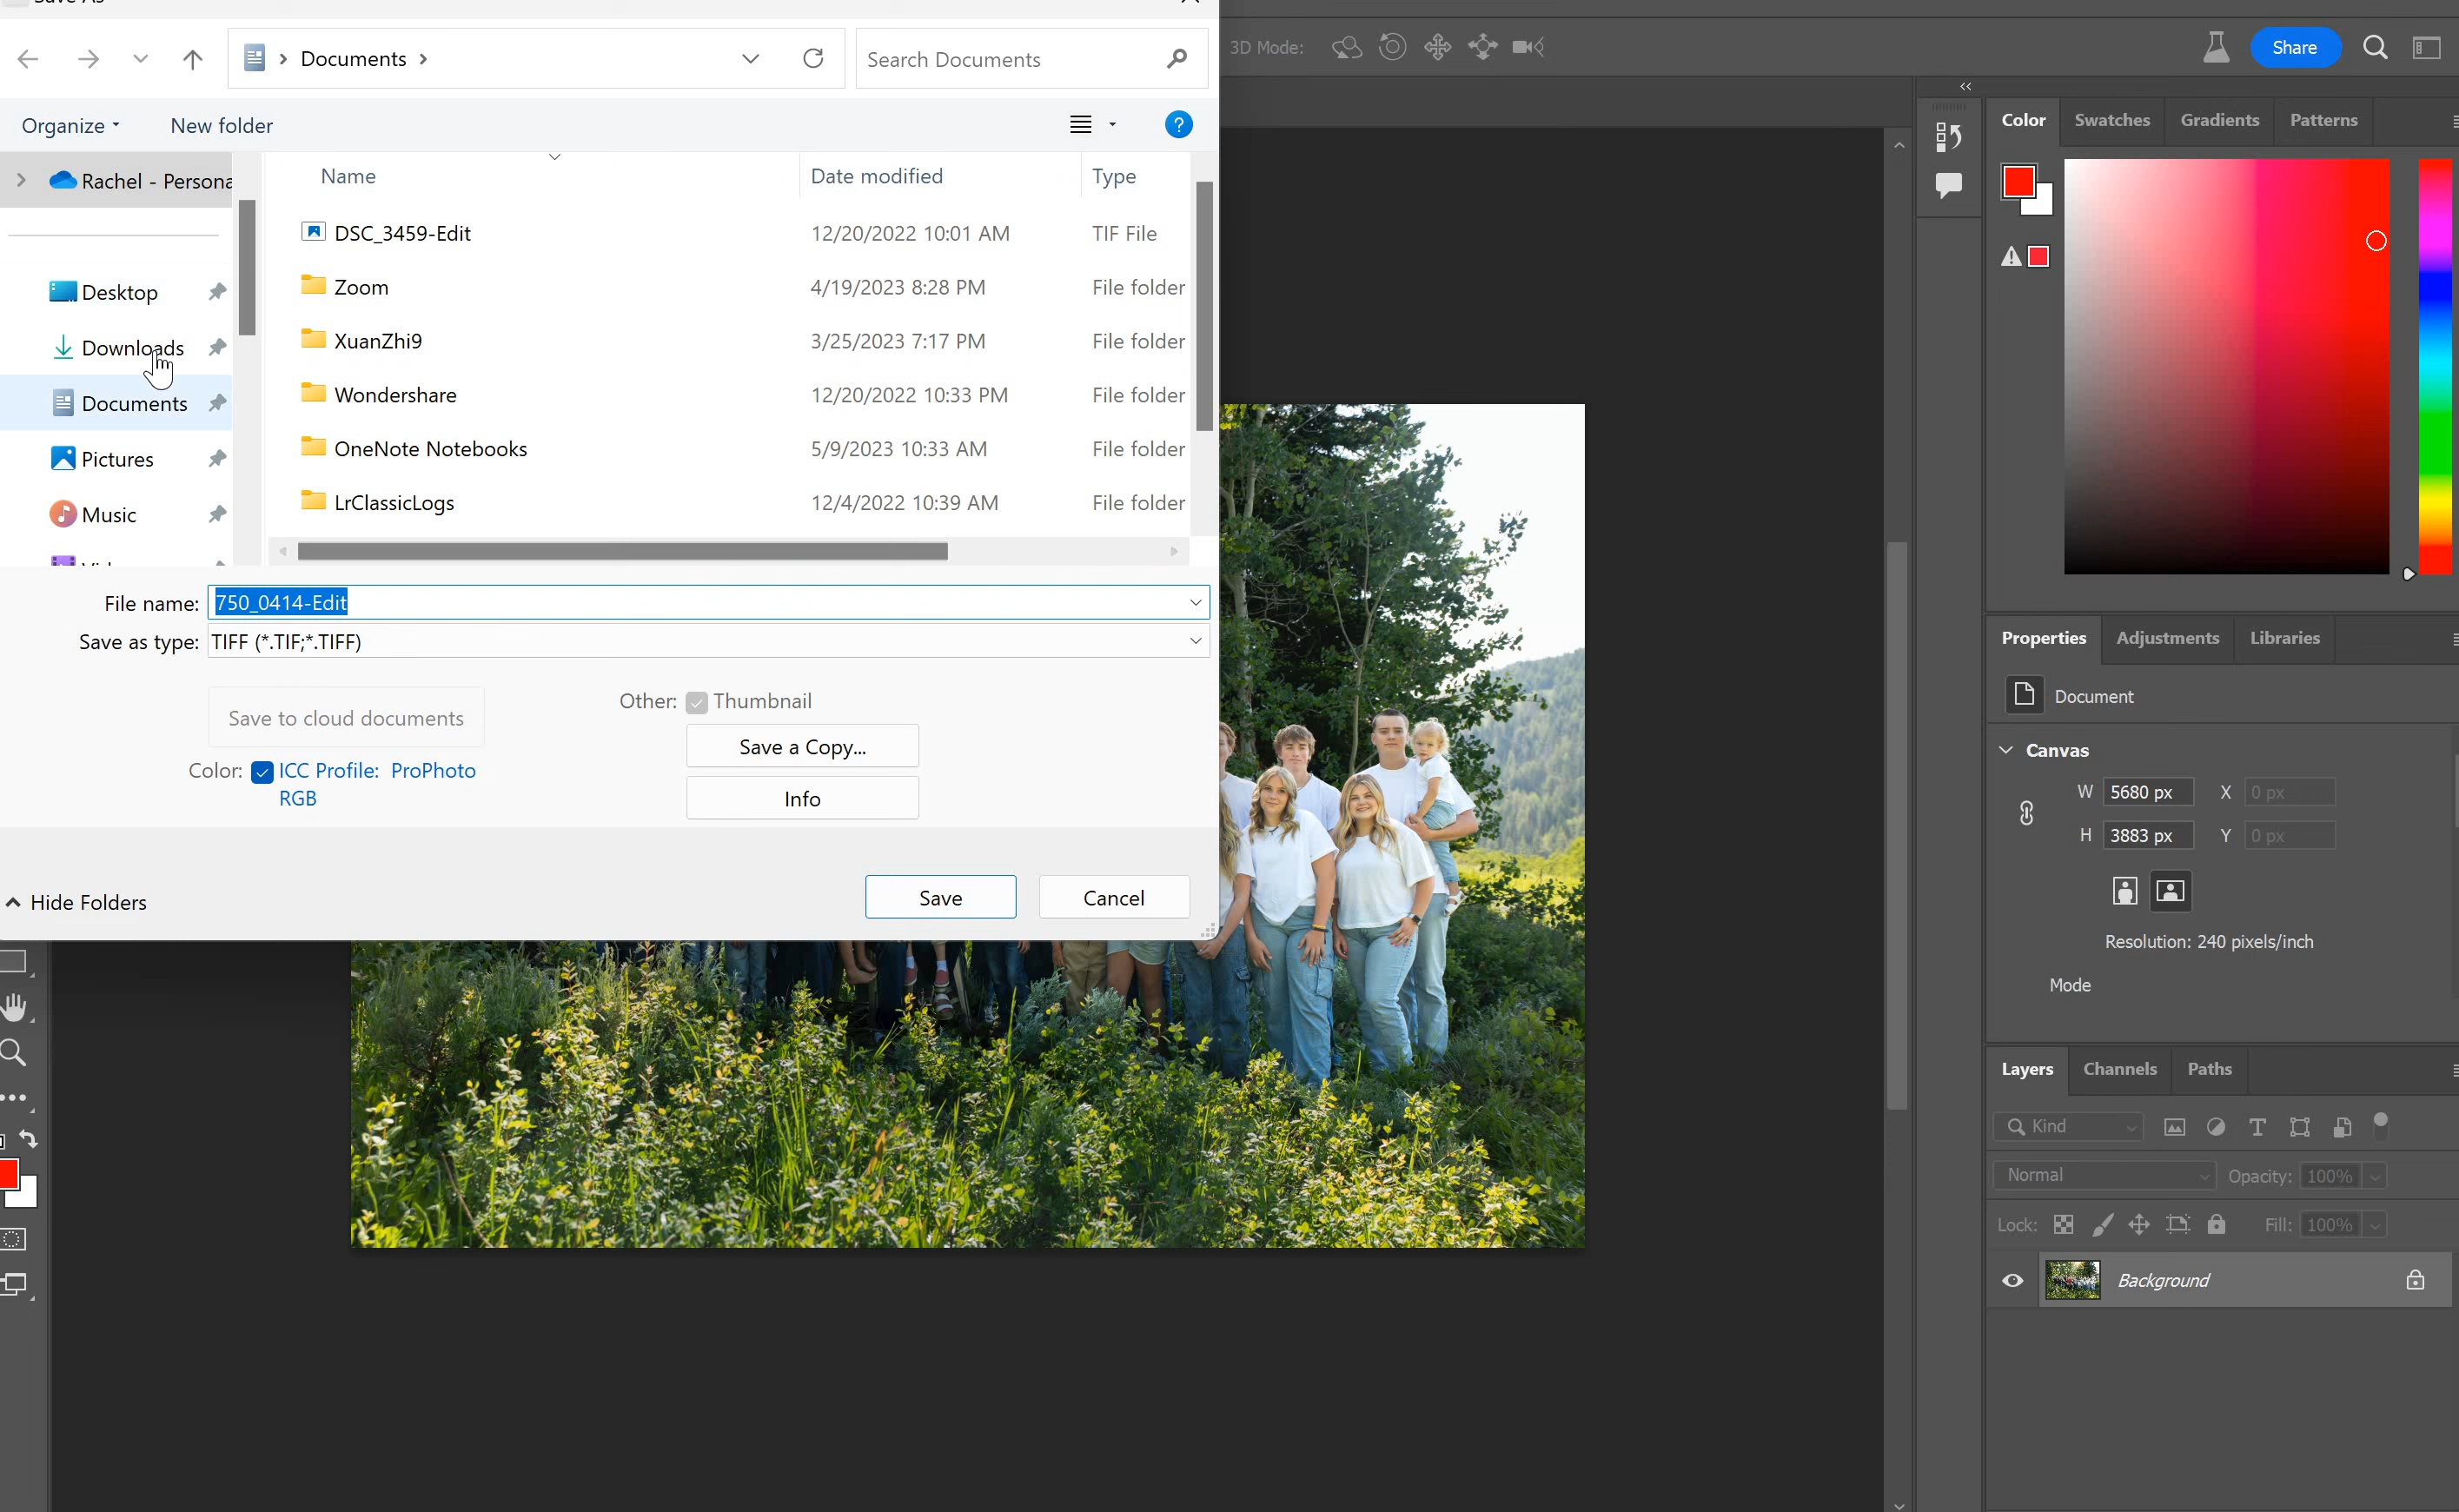 Save As
Documents
Search Documents
3D Mode:
Share
Organize
New folder
?
Rachel - Persona
Desktop
Downloads
Documents
Pictures
Music
Name Date modified Type
DSC_3459-Edit 12/20/2022 10:01 AM TIF File
Zoom 4/19/2023 8:28 PM File folder
XuanZhi9 3/25/2023 7:17 PM File folder
Wondershare 12/20/2022 10:33 PM File folder
OneNote Notebooks 5/9/2023 10:33 AM File folder
LrClassicLogs 12/4/2022 10:39 AM File folder
File name: 750_0414-Edit
Save as type: TIFF (*.TIF;*.TIFF)
Save to cloud documents
Color: ICC Profile: ProPhoto
RGB
Other: Thumbnail
Save a Copy...
Info
Hide Folders
Save
Cancel
Color Swatches Gradients Patterns
Properties Adjustments Libraries
Document
Canvas
W 5680 px X 0 px
H 3883 px Y 0 px
Resolution: 240 pixels/inch
Mode
Layers Channels Paths
Kind
Normal Opacity: 100%
Lock: Fill: 100%
Background